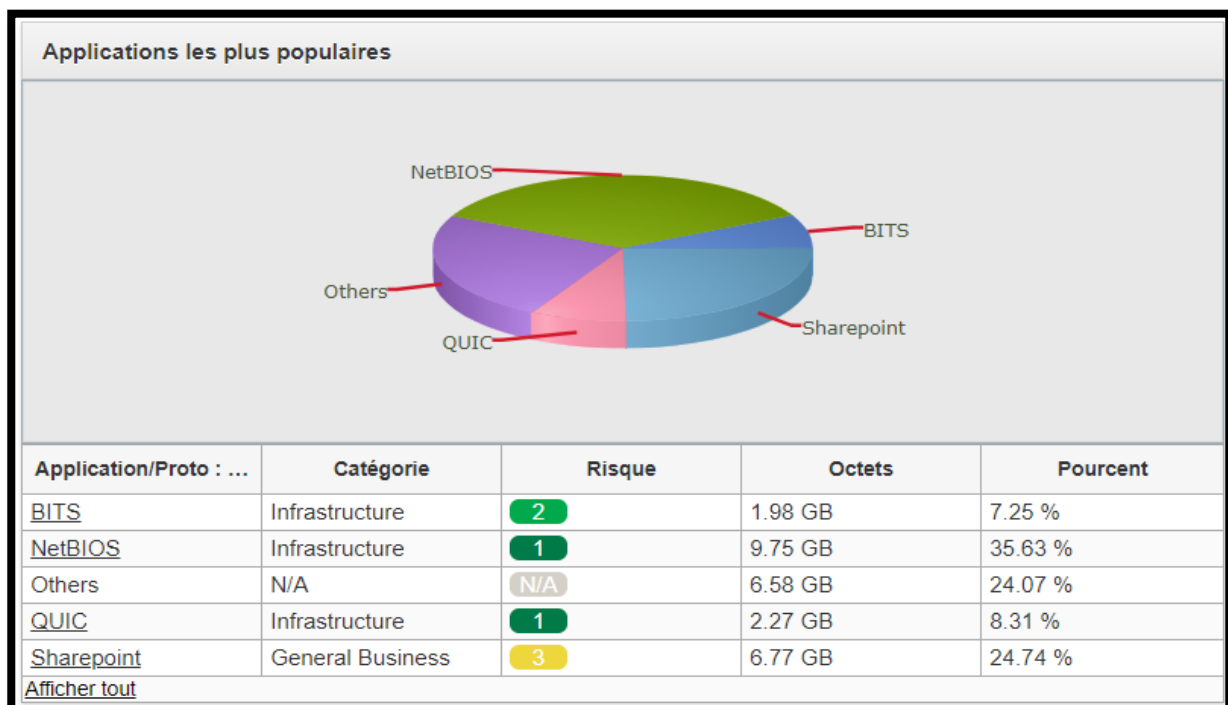 Applications les plus populaires
NetBIOS
BITS
Others
Sharepoint
QUIC
Application/Proto : ... Catégorie Risque Octets Pourcent
BITS Infrastructure 2 1.98 GB 7.25 %
NetBIOS Infrastructure 1 9.75 GB 35.63 %
Others N/A N/A 6.58 GB 24.07 %
QUIC Infrastructure 1 2.27 GB 8.31 %
Sharepoint General Business 3 6.77 GB 24.74 %
Afficher tout